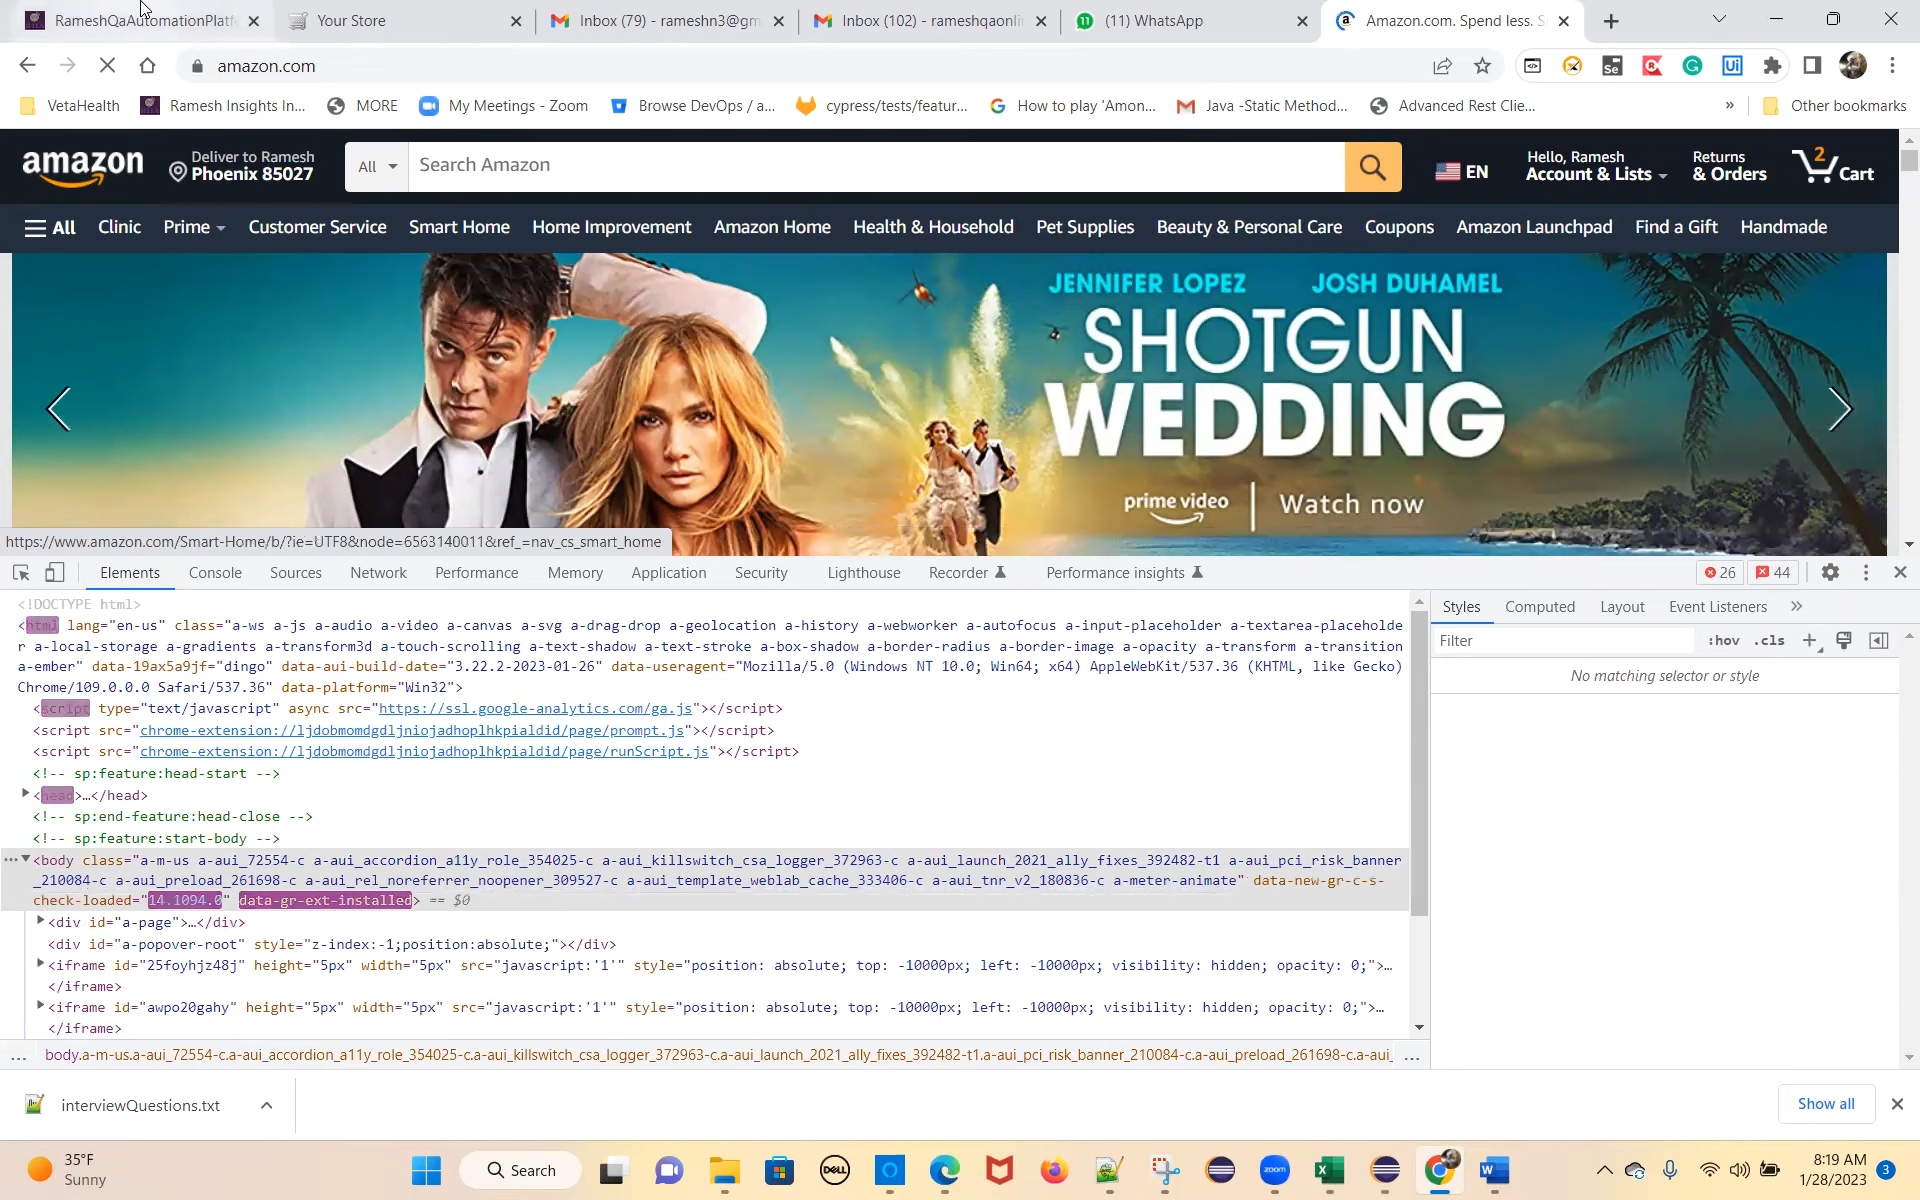 RameshQaAutomationPlatf
Your Store
Inbox (79) - rameshn3@gm
Inbox (102) - rameshqaonli
(11) WhatsApp
Amazon.com. Spend less. S
amazon.com
VetaHealth
Ramesh Insights In...
MORE
My Meetings - Zoom
Browse DevOps / a...
cypress/tests/featur...
How to play 'Amon...
Java -Static Method...
Advanced Rest Clie...
»
Other bookmarks
amazon
Deliver to Ramesh
Phoenix 85027
All
Search Amazon
EN
Hello, Ramesh
Account & Lists
Returns
& Orders
2
Cart
All
Clinic
Prime
Customer Service
Smart Home
Home Improvement
Amazon Home
Health & Household
Pet Supplies
Beauty & Personal Care
Coupons
Amazon Launchpad
Find a Gift
Handmade
JENNIFER LOPEZ JOSH DUHAMEL
SHOTGUN
WEDDING
prime video
Watch now
https://www.amazon.com/Smart-Home/b/?ie=UTF8&node=6563140011&ref_=nav_cs_smart_home
Elements
Console
Sources
Network
Performance
Memory
Application
Security
Lighthouse
Recorder
Performance insights
26
44
<!DOCTYPE html>
<html lang="en-us" class="a-ws a-js a-audio a-video a-canvas a-svg a-drag-drop a-geolocation a-history a-webworker a-autofocus a-input-placeholder a-textarea-placeholde
r a-local-storage a-gradients a-transform3d a-touch-scrolling a-text-shadow a-text-stroke a-box-shadow a-border-radius a-border-image a-opacity a-transform a-transition
a-ember" data-19ax5a9jf="dingo" data-aui-build-date="3.22.2-2023-01-26" data-useragent="Mozilla/5.0 (Windows NT 10.0; Win64; x64) AppleWebKit/537.36 (KHTML, like Gecko)
Chrome/109.0.0.0 Safari/537.36" data-platform="Win32">
<script type="text/javascript" async src="https://ssl.google-analytics.com/ga.js"></script>
<script src="chrome-extension://ljdobmomdgdljniojadhoplhkpialdid/page/prompt.js"></script>
<script src="chrome-extension://ljdobmomdgdljniojadhoplhkpialdid/page/runScript.js"></script>
<!-- sp:feature:head-start -->
<head>…</head>
<!-- sp:end-feature:head-close -->
<!-- sp:feature:start-body -->
<body class="a-m-us a-aui_72554-c a-aui_accordion_a11y_role_354025-c a-aui_killswitch_csa_logger_372963-c a-aui_launch_2021_ally_fixes_392482-t1 a-aui_pci_risk_banner
_210084-c a-aui_preload_261698-c a-aui_rel_noreferrer_noopener_309527-c a-aui_template_weblab_cache_333406-c a-aui_tnr_v2_180836-c a-meter-animate" data-new-gr-c-s-
check-loaded="14.1094.0" data-gr-ext-installed> == $0
<div id="a-page">…</div>
<div id="a-popover-root" style="z-index:-1;position:absolute;"></div>
<iframe id="25foyhjz48j" height="5px" width="5px" src="javascript:'1'" style="position: absolute; top: -10000px; left: -10000px; visibility: hidden; opacity: 0;">…
</iframe>
<iframe id="awpo20gahy" height="5px" width="5px" src="javascript:'1'" style="position: absolute; top: -10000px; left: -10000px; visibility: hidden; opacity: 0;">…
</iframe>
... body.a-m-us.a-aui_72554-c.a-aui_accordion_a11y_role_354025-c.a-aui_killswitch_csa_logger_372963-c.a-aui_launch_2021_ally_fixes_392482-t1.a-aui_pci_risk_banner_210084-c.a-aui_preload_261698-c.a-aui_ ...
Styles
Computed
Layout
Event Listeners
»
Filter
:hov
.cls
No matching selector or style
interviewQuestions.txt
Show all
35°F
Sunny
Search
DELL
zoom
8:19 AM
1/28/2023
3